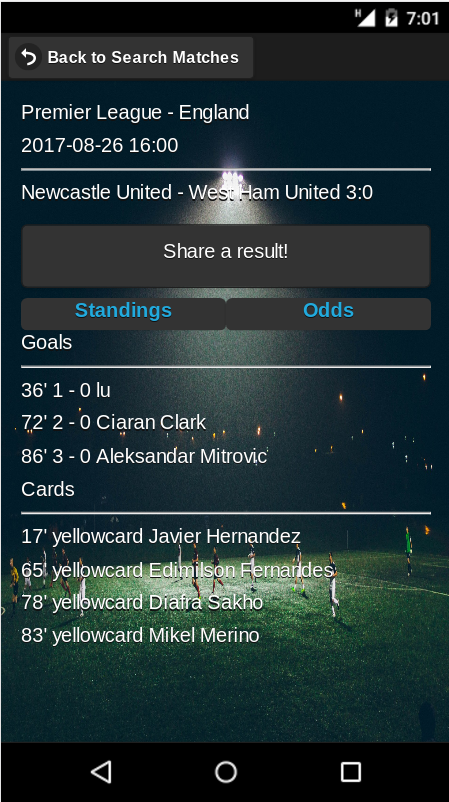 H 7:01
Back to Search Matches
Premier League - England
2017-08-26 16:00
Newcastle United - West Ham United 3:0
Share a result!
Standings Odds
Goals
36' 1 - 0 lu
72' 2 - 0 Ciaran Clark
86' 3 - 0 Aleksandar Mitrovic
Cards
17' yellowcard Javier Hernandez
65' yellowcard Edimilson Fernandes
78' yellowcard Diafra Sakho
83' yellowcard Mikel Merino